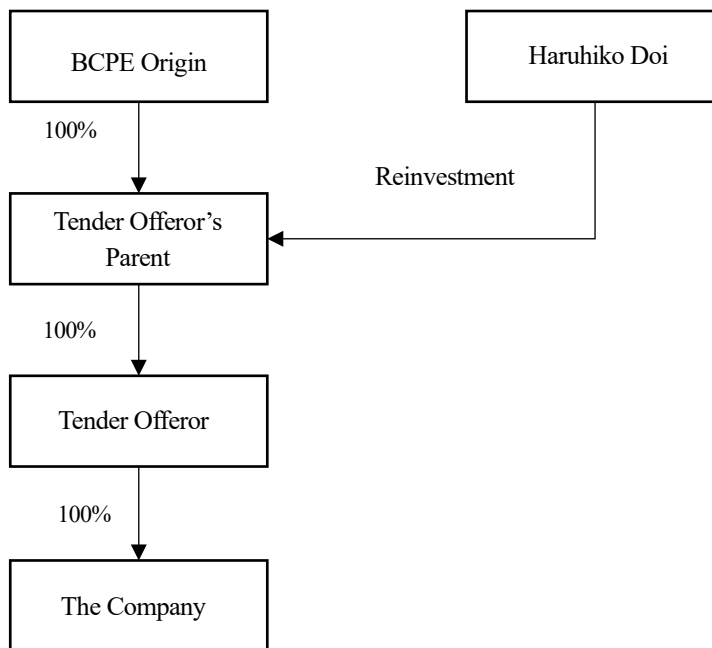 BCPE Origin
Haruhiko Doi
100%
Reinvestment
Tender Offeror’s
Parent
100%
Tender Offeror
100%
The Company